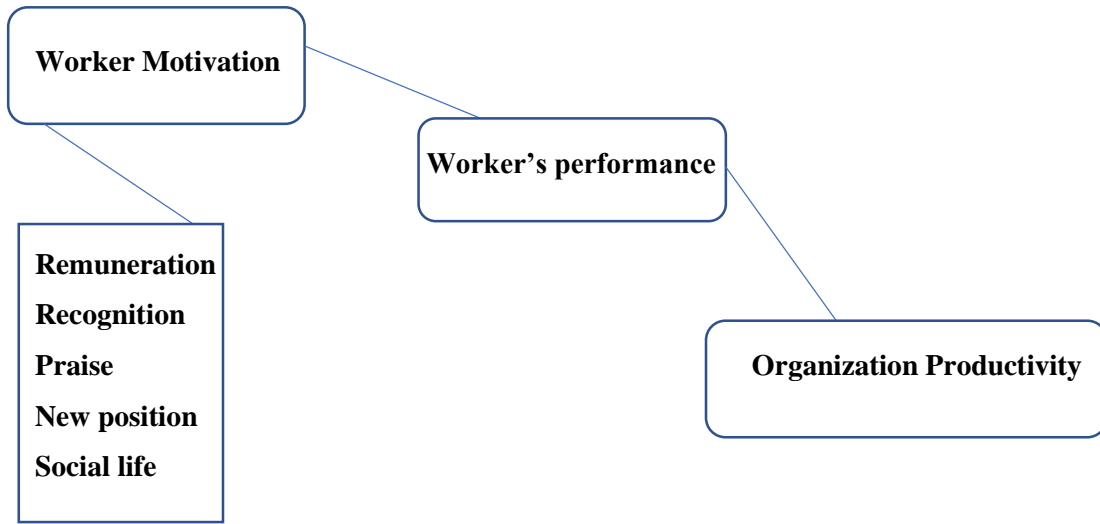 Worker Motivation
Worker’s performance
Remuneration
Recognition
Praise
New position
Social life
Organization Productivity